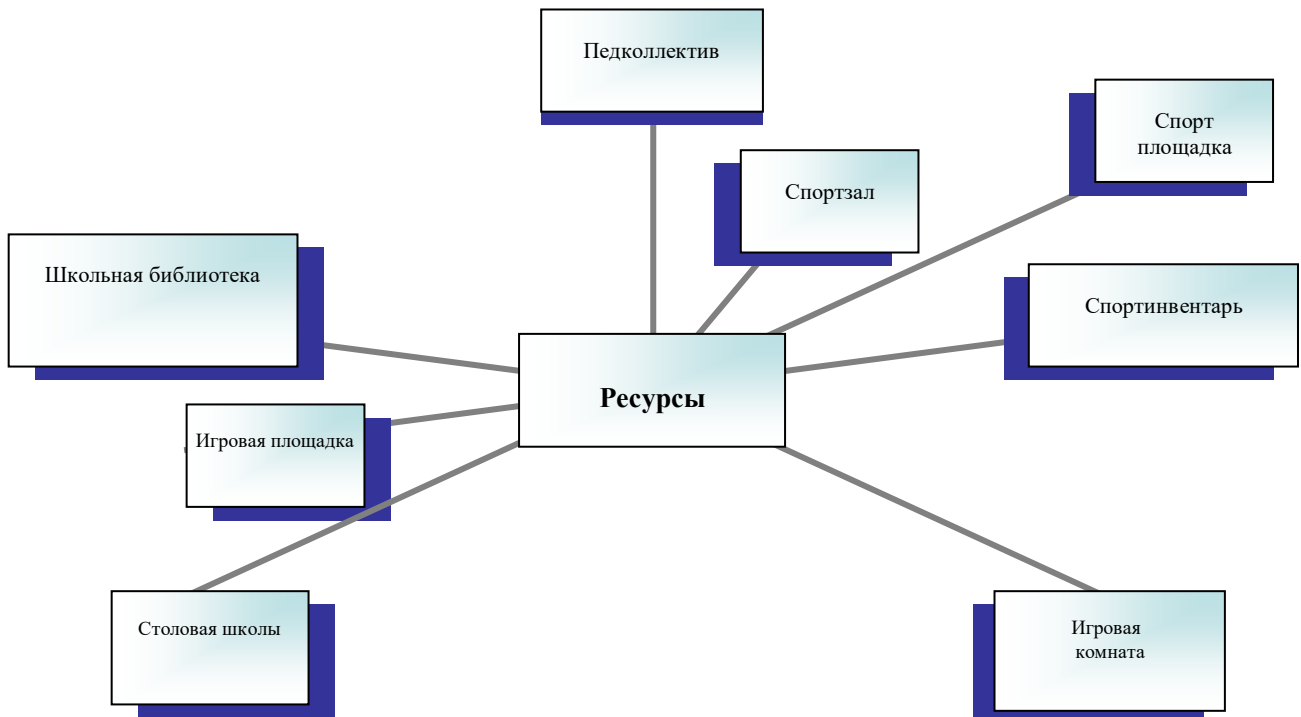 Педколлектив
Спорт
площадка
Спортзал
Школьная библиотека
Спортинвентарь
Ресурсы
Игровая площадка
Столовая школы
Игровая
комната